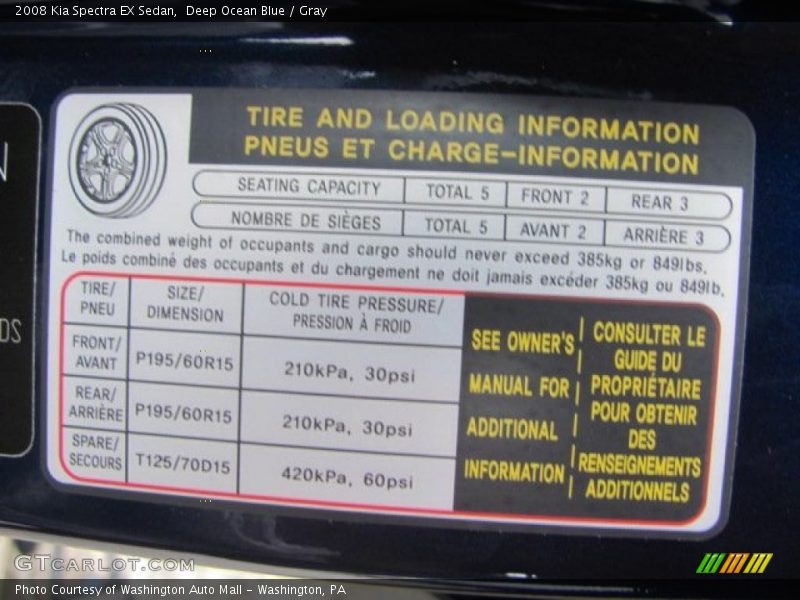 2008 Kia Spectra EX Sedan, Deep Ocean Blue / Gray
TIRE AND LOADING INFORMATION
PNEUS ET CHARGE-INFORMATION
SEATING CAPACITY TOTAL 5 FRONT 2 REAR 3
NOMBRE DE SIÈGES TOTAL 5 AVANT 2 ARRIÈRE 3
The combined weight of occupants and cargo should never exceed 385kg or 849lbs.
Le poids combiné des occupants et du chargement ne doit jamais excéder 385kg ou 849lb.
TIRE/
PNEU
SIZE/
DIMENSION
COLD TIRE PRESSURE/
PRESSION À FROID
FRONT/
AVANT
P195/60R15
210kPa, 30psi
REAR/
ARRIÈRE
P195/60R15
210kPa, 30psi
SPARE/
SECOURS
T125/70D15
420kPa, 60psi
SEE OWNER'S
MANUAL FOR
ADDITIONAL
INFORMATION
CONSULTER LE
GUIDE DU
PROPRIÉTAIRE
POUR OBTENIR
DES
RENSEIGNEMENTS
ADDITIONNELS
N
DS
GTCARLOT.COM
Photo Courtesy of Washington Auto Mall - Washington, PA